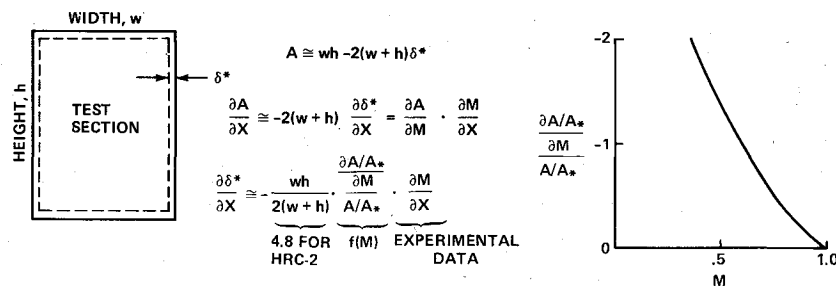 WIDTH, w
HEIGHT, h
TEST
SECTION
δ*
A ≅ wh -2(w + h)δ*
∂A/∂X ≅ -2(w + h) ∂δ*/∂X = ∂A/∂M · ∂M/∂X
∂δ*/∂X ≅ - wh/2(w + h) · (∂A/A*/∂M)/(A/A*) · ∂M/∂X
4.8 FOR
HRC-2
f(M)
EXPERIMENTAL
DATA
(∂A/A*/∂M)/(A/A*)
-2
-1
0
.5
1.0
M